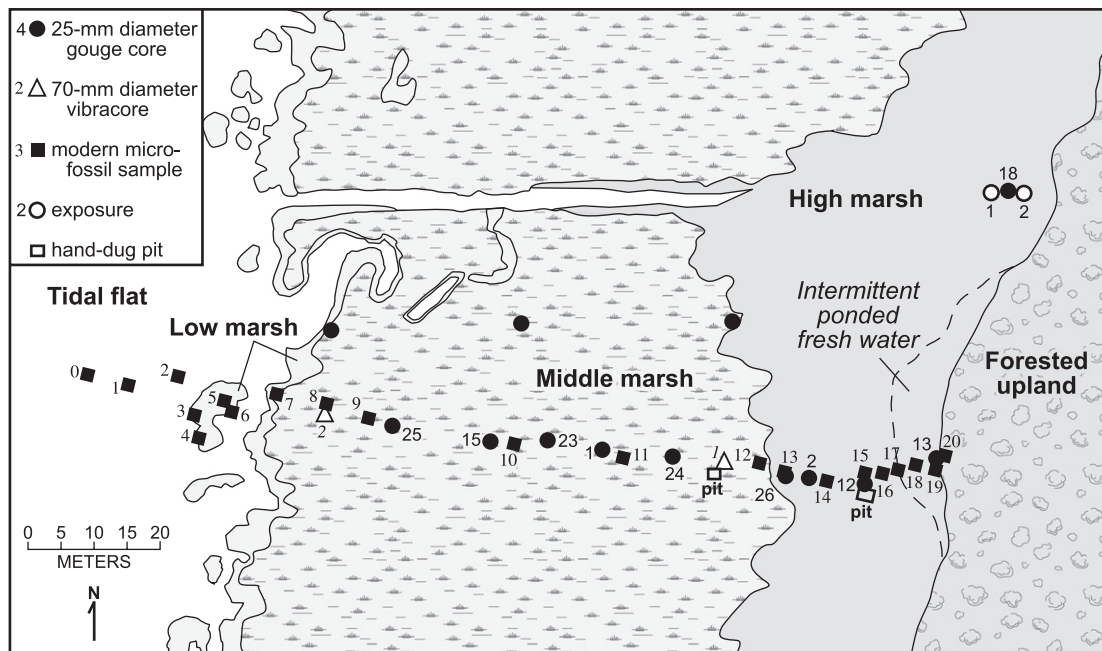 4 25-mm diameter
gouge core
2 70-mm diameter
vibracore
3 modern micro-
fossil sample
2 exposure
hand-dug pit
High marsh
18
1 2
Tidal flat
Intermittent
ponded
fresh water
Low marsh
Forested
upland
Middle marsh
0 1 2
3 4 5 6 7
8 2 9 25
15 10 23 1 11 24
1 12 13 26 2 14
pit
15 12 16 17 18 13 19 20
pit
0 5 10 20
METERS
N